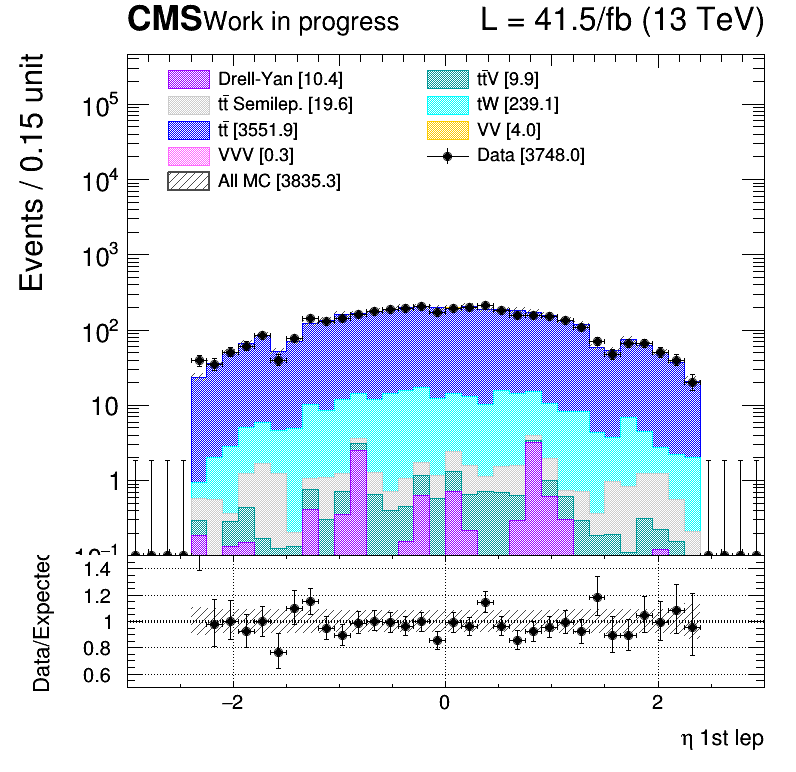 CMS Work in progress L = 41.5/fb (13 TeV)
Events / 0.15 unit
Drell-Yan [10.4] tt̄V [9.9]
tt̄ Semilep. [19.6] tW [239.1]
tt̄ [3551.9] VV [4.0]
VVV [0.3] Data [3748.0]
All MC [3835.3]
10⁵
10⁴
10³
10²
10
1
10⁻¹
Data/Expected
1.4
1.2
1
0.8
0.6
−2 0 2
η 1st lep